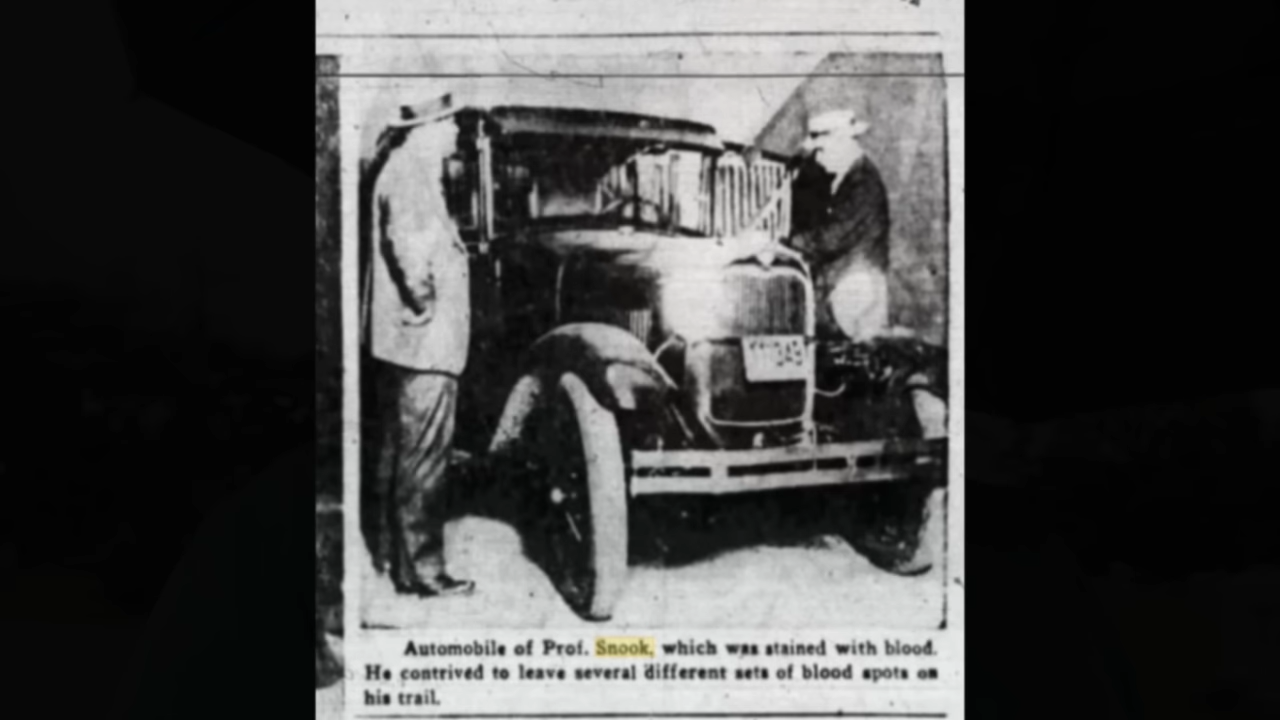 Automobile of Prof. Snook, which was stained with blood.
He contrived to leave several different sets of blood spots on
his trail.